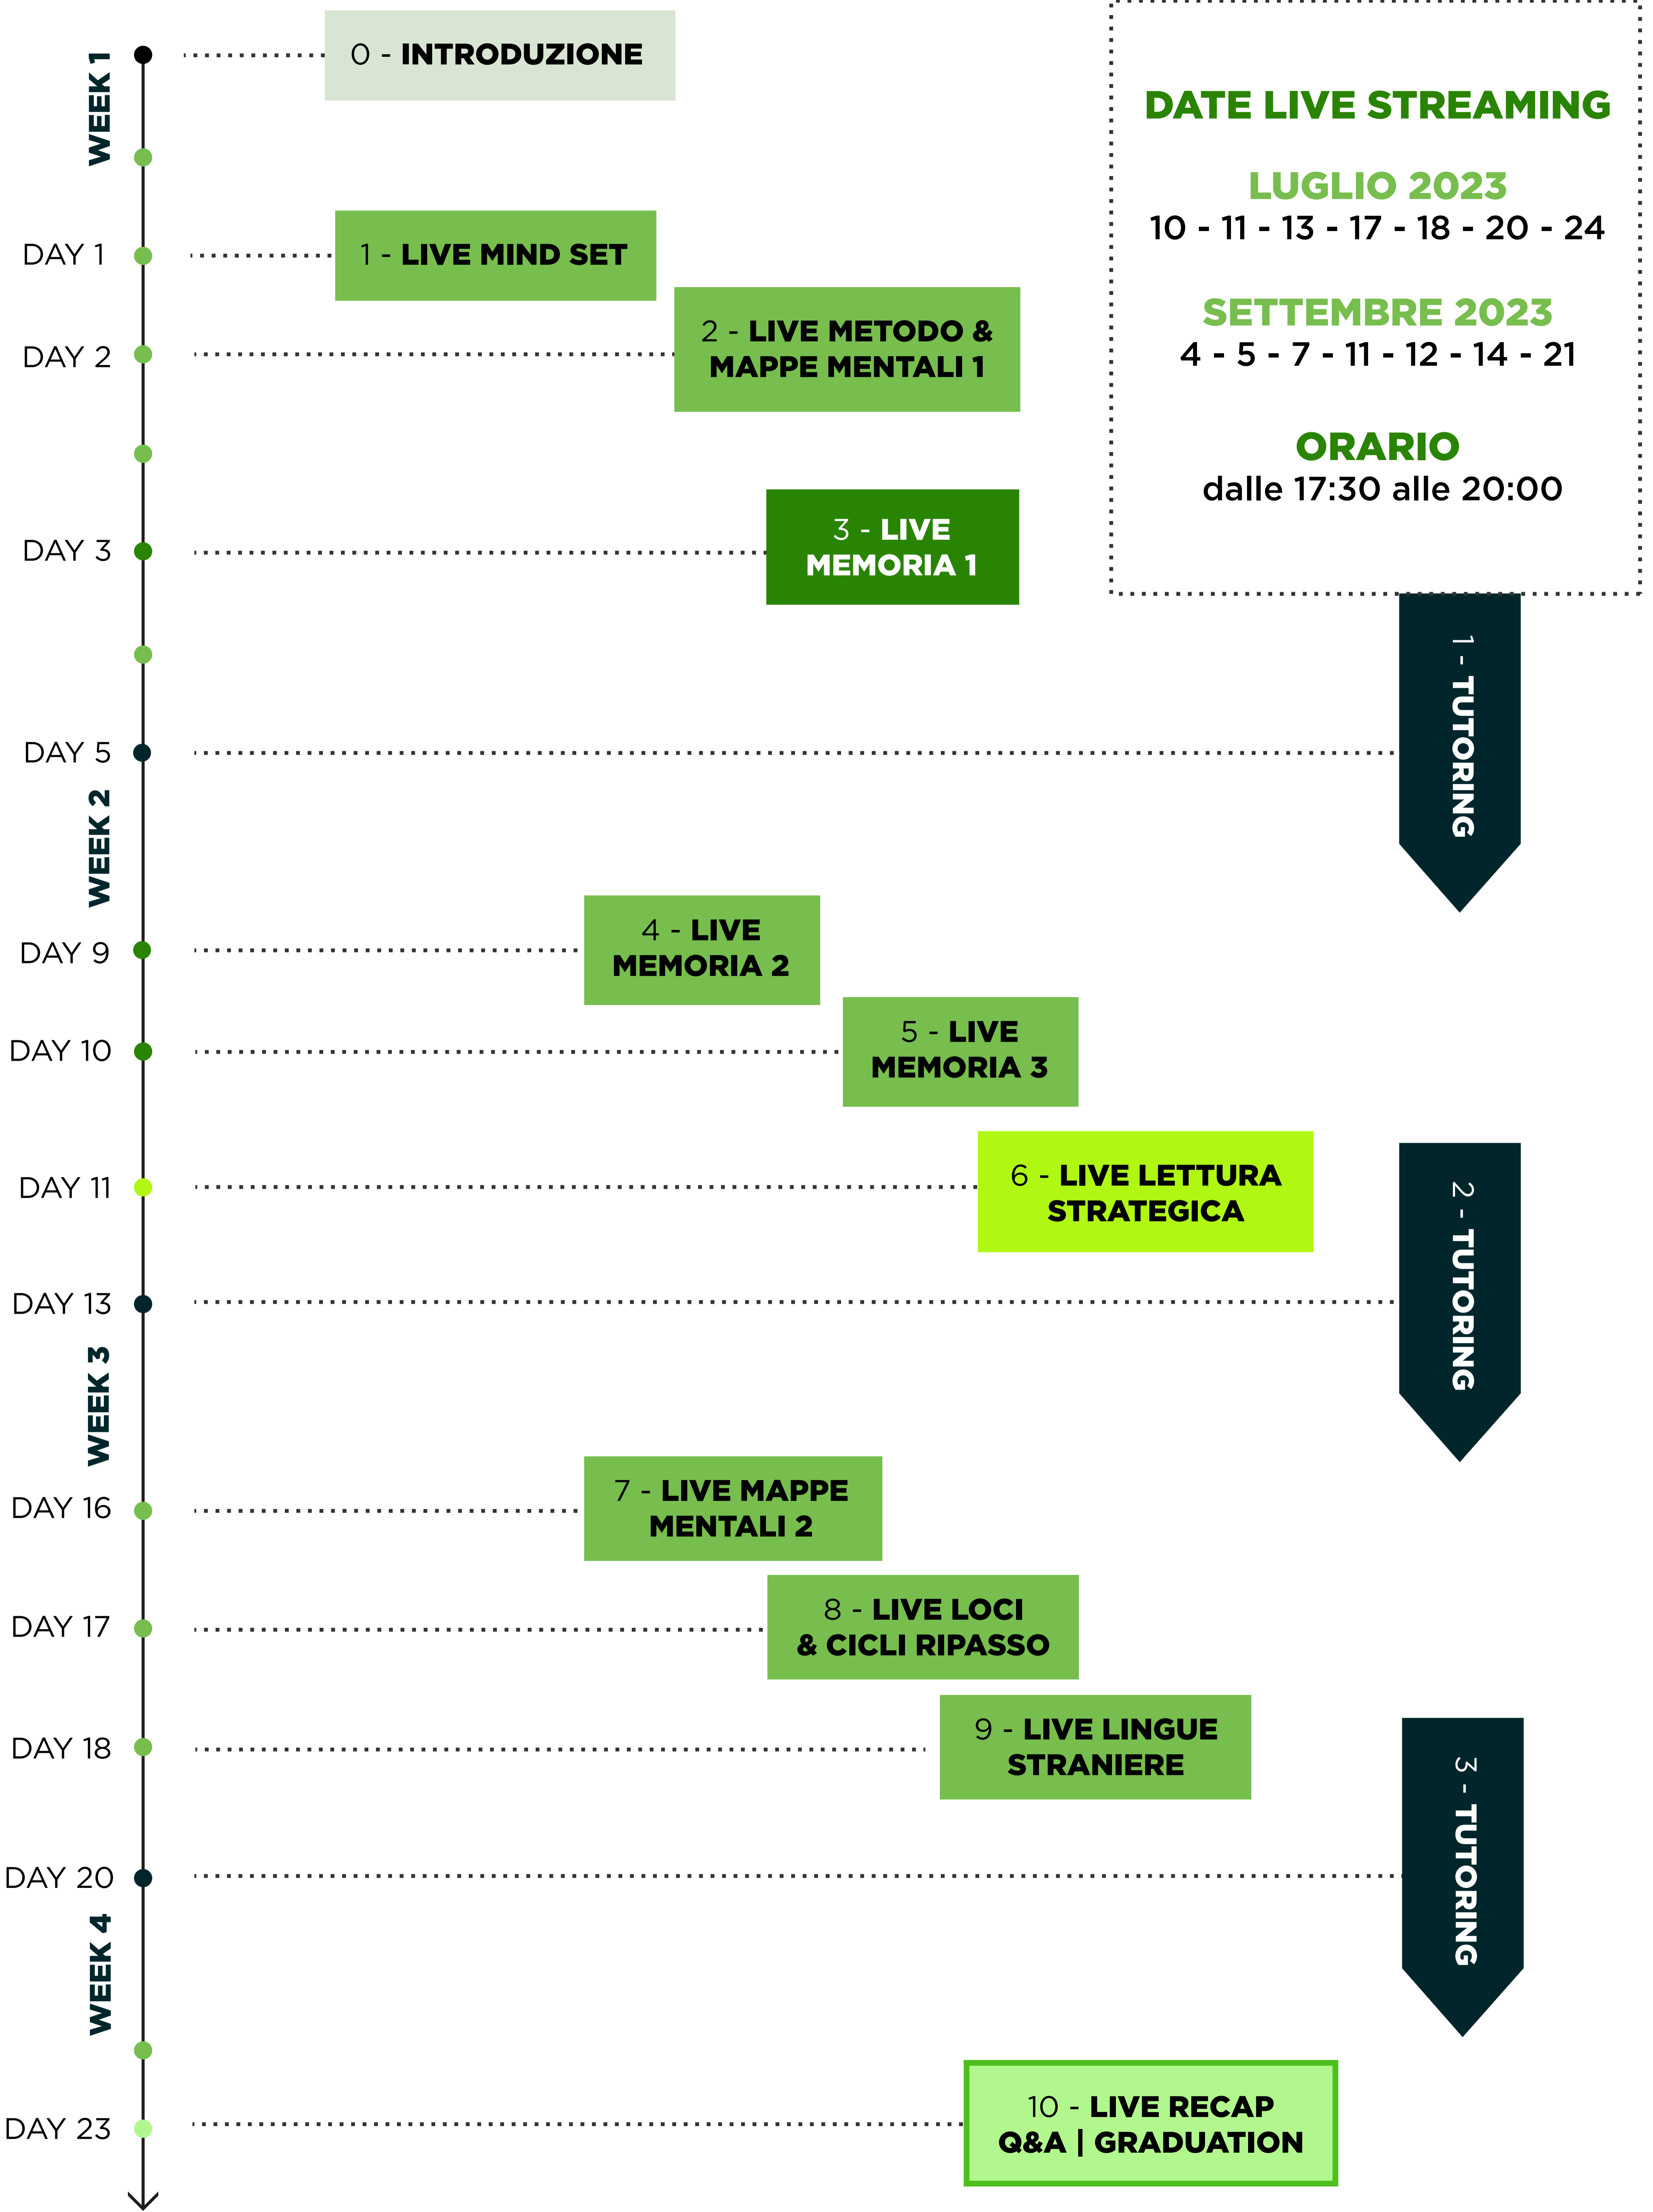 WEEK 1
0 - INTRODUZIONE
DATE LIVE STREAMING
LUGLIO 2023
10 - 11 - 13 - 17 - 18 - 20 - 24
SETTEMBRE 2023
4 - 5 - 7 - 11 - 12 - 14 - 21
ORARIO
dalle 17:30 alle 20:00
DAY 1
1 - LIVE MIND SET
DAY 2
2 - LIVE METODO &
MAPPE MENTALI 1
DAY 3
3 - LIVE
MEMORIA 1
DAY 5
1 - TUTORING
WEEK 2
DAY 9
4 - LIVE
MEMORIA 2
DAY 10
5 - LIVE
MEMORIA 3
DAY 11
6 - LIVE LETTURA
STRATEGICA
DAY 13
2 - TUTORING
WEEK 3
DAY 16
7 - LIVE MAPPE
MENTALI 2
DAY 17
8 - LIVE LOCI
& CICLI RIPASSO
DAY 18
9 - LIVE LINGUE
STRANIERE
DAY 20
3 - TUTORING
WEEK 4
DAY 23
10 - LIVE RECAP
Q&A | GRADUATION